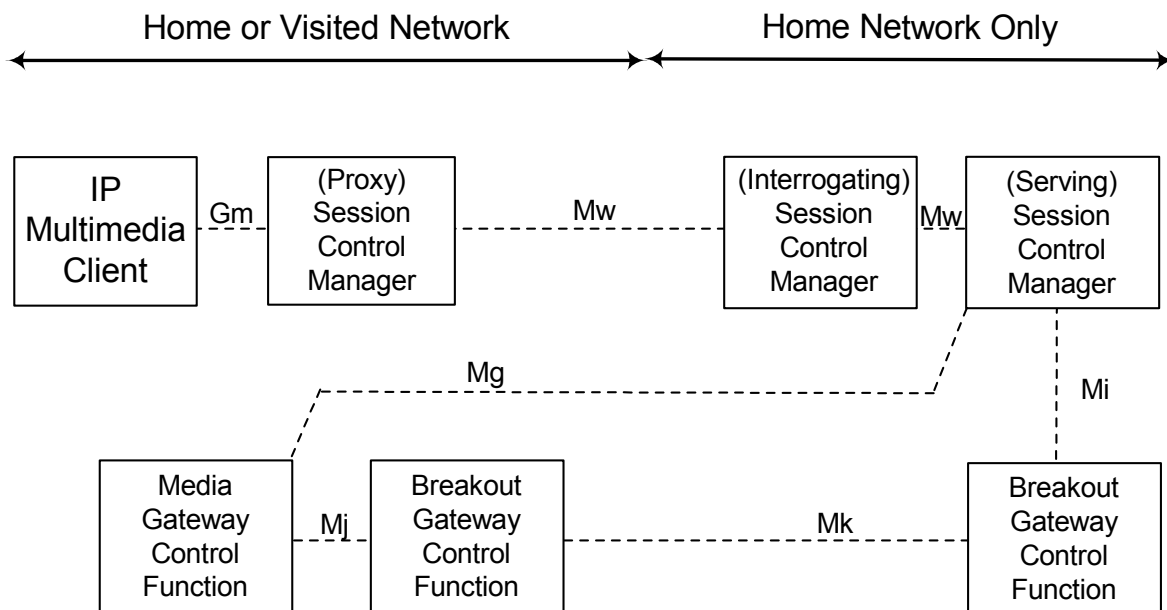 Home or Visited Network
Home Network Only
IP
Multimedia
Client
Gm
(Proxy)
Session
Control
Manager
Mw
(Interrogating)
Session
Control
Manager
Mw
(Serving)
Session
Control
Manager
Mg
Mi
Media
Gateway
Control
Function
Mj
Breakout
Gateway
Control
Function
Mk
Breakout
Gateway
Control
Function